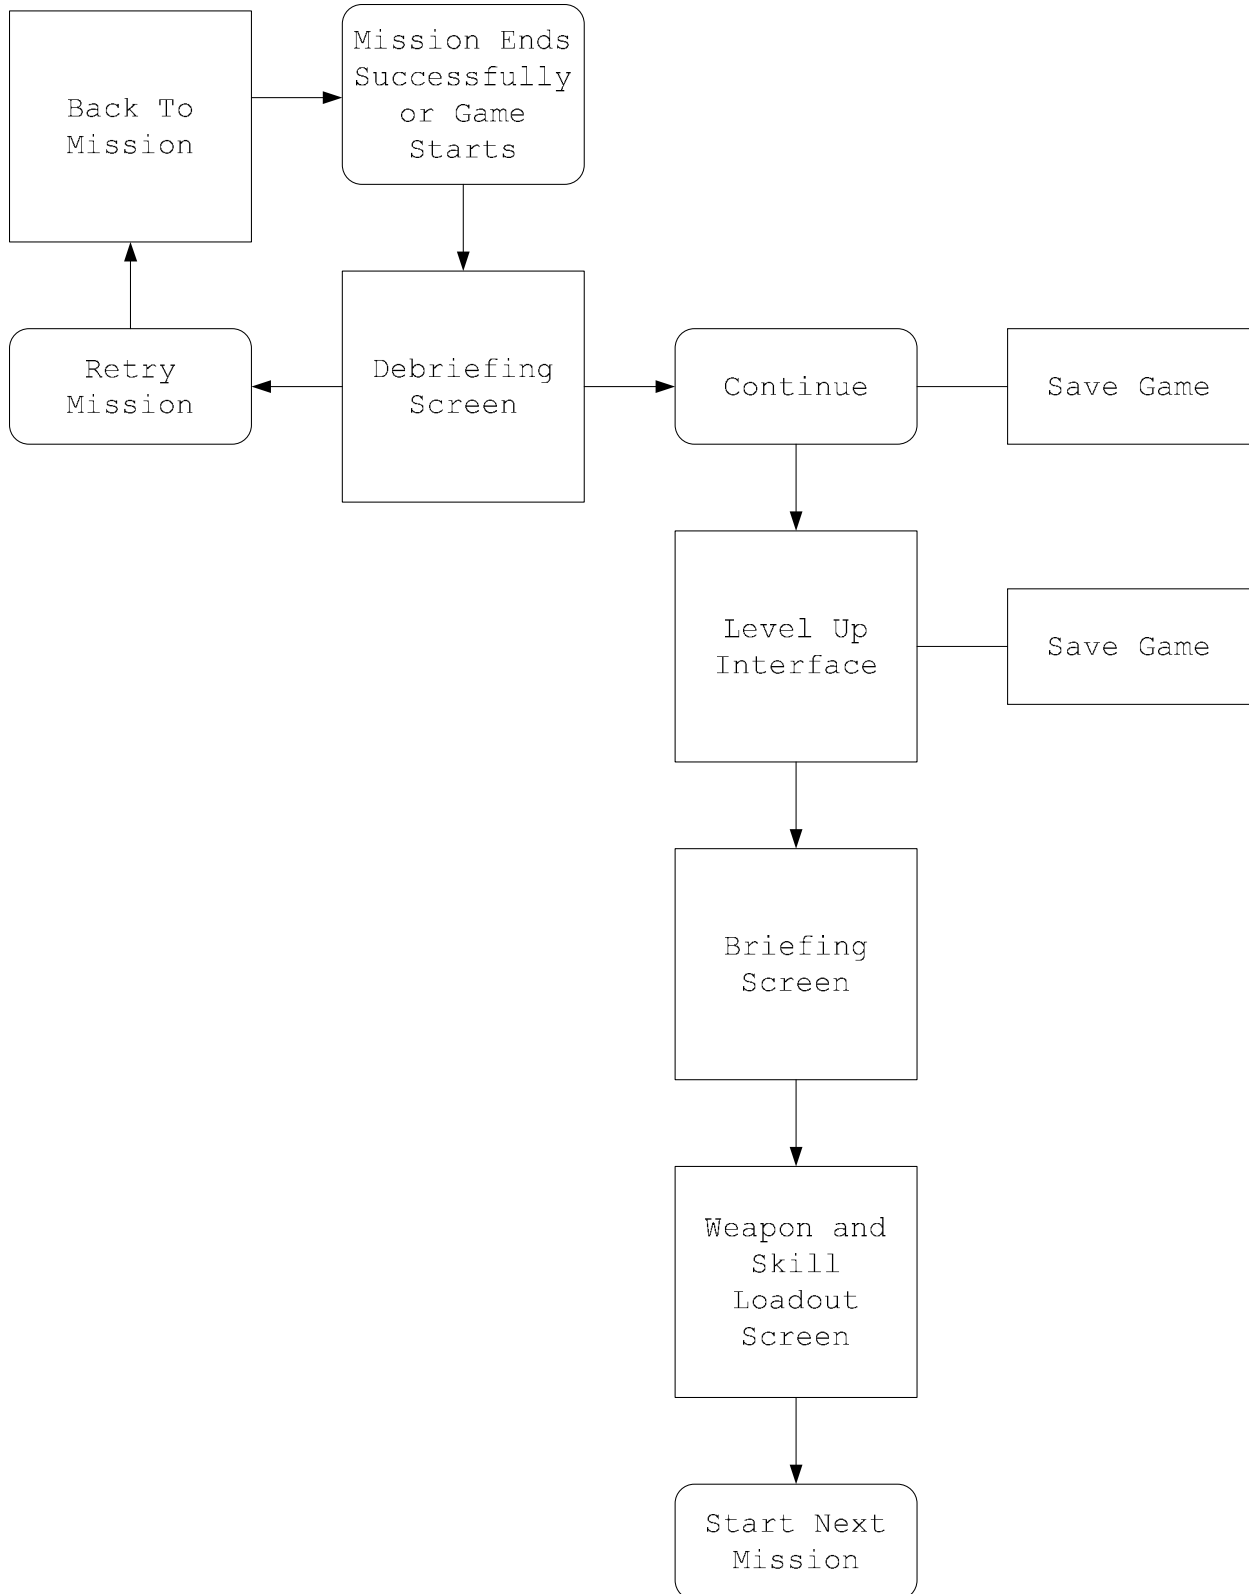 Back To
Mission
Mission Ends
Successfully
or Game
Starts
Retry
Mission
Debriefing
Screen
Continue
Save Game
Level Up
Interface
Save Game
Briefing
Screen
Weapon and
Skill
Loadout
Screen
Start Next
Mission